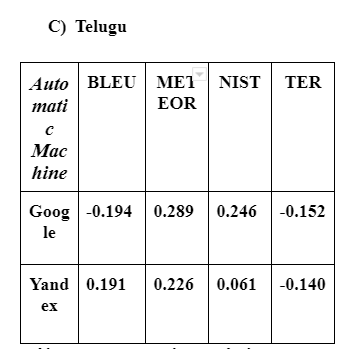 C) Telugu
Auto BLEU MET NIST TER
mati EOR
c
Mac
hine
Goog -0.194 0.289 0.246 -0.152
le
Yand 0.191 0.226 0.061 -0.140
ex